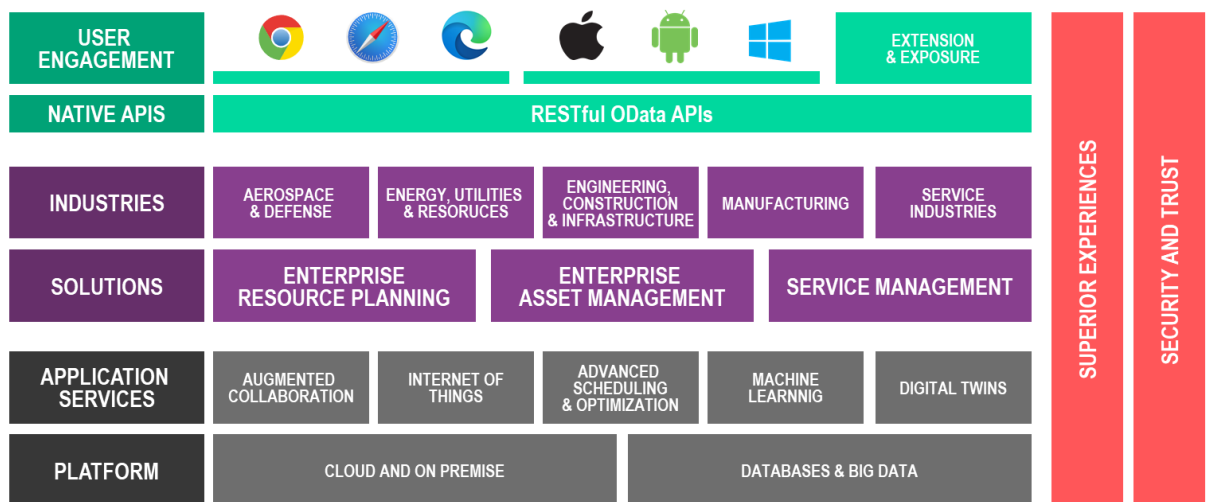 USER
ENGAGEMENT
EXTENSION
& EXPOSURE
NATIVE APIS
RESTful OData APIs
INDUSTRIES
AEROSPACE
& DEFENSE
ENERGY, UTILITIES
& RESORUCES
ENGINEERING,
CONSTRUCTION
& INFRASTRUCTURE
MANUFACTURING
SERVICE
INDUSTRIES
SOLUTIONS
ENTERPRISE
RESOURCE PLANNING
ENTERPRISE
ASSET MANAGEMENT
SERVICE MANAGEMENT
APPLICATION
SERVICES
AUGMENTED
COLLABORATION
INTERNET OF
THINGS
ADVANCED
SCHEDULING
& OPTIMIZATION
MACHINE
LEARNNIG
DIGITAL TWINS
PLATFORM
CLOUD AND ON PREMISE
DATABASES & BIG DATA
SUPERIOR EXPERIENCES
SECURITY AND TRUST